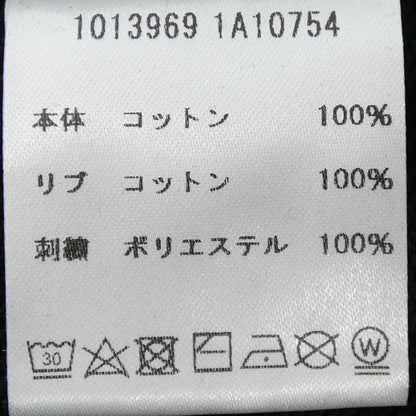 1013969 1A10754
本体 コットン 100%
リブ コットン 100%
刺繍 ポリエステル 100%
30 W